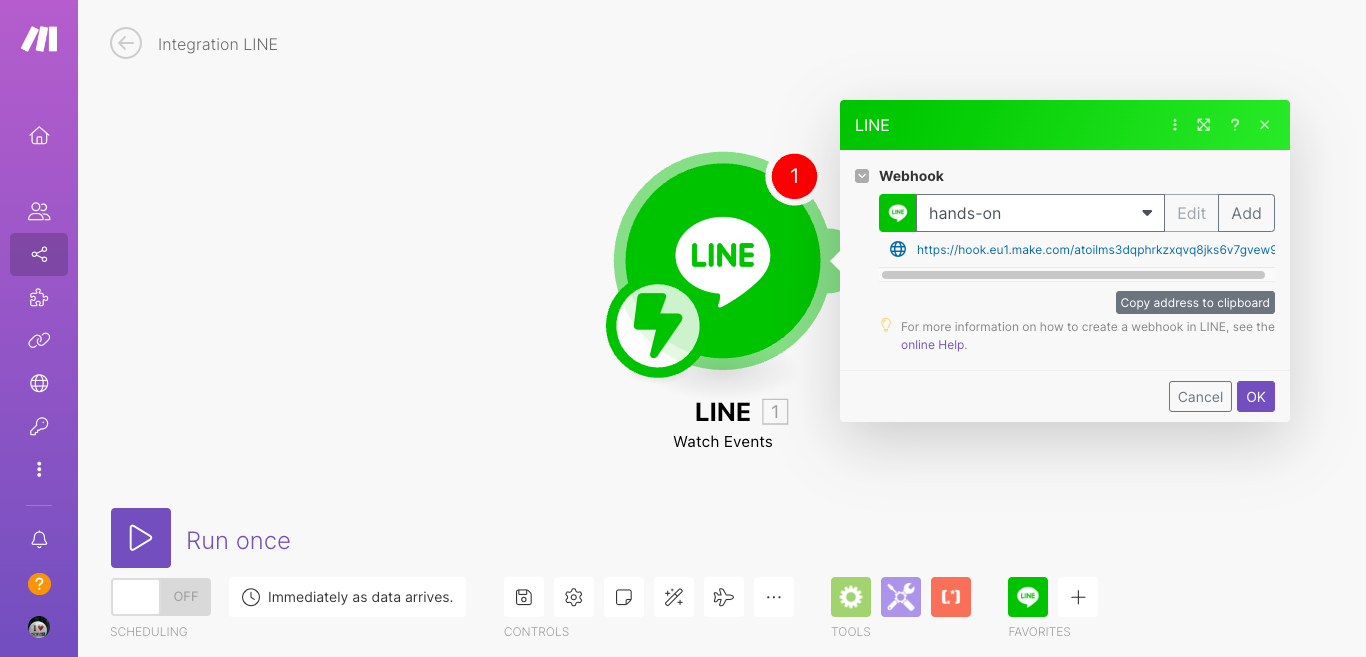 Integration LINE
LINE
?
Webhook
LINE
hands-on
Edit
Add
https://hook.eu1.make.com/atoilms3dqphrkzxqvq8jks6v7gvew9
Copy address to clipboard
For more information on how to create a webhook in LINE, see the
online Help.
Cancel
OK
1
LINE
LINE 1
Watch Events
Run once
OFF
Immediately as data arrives.
SCHEDULING
CONTROLS
TOOLS
LINE
FAVORITES
?